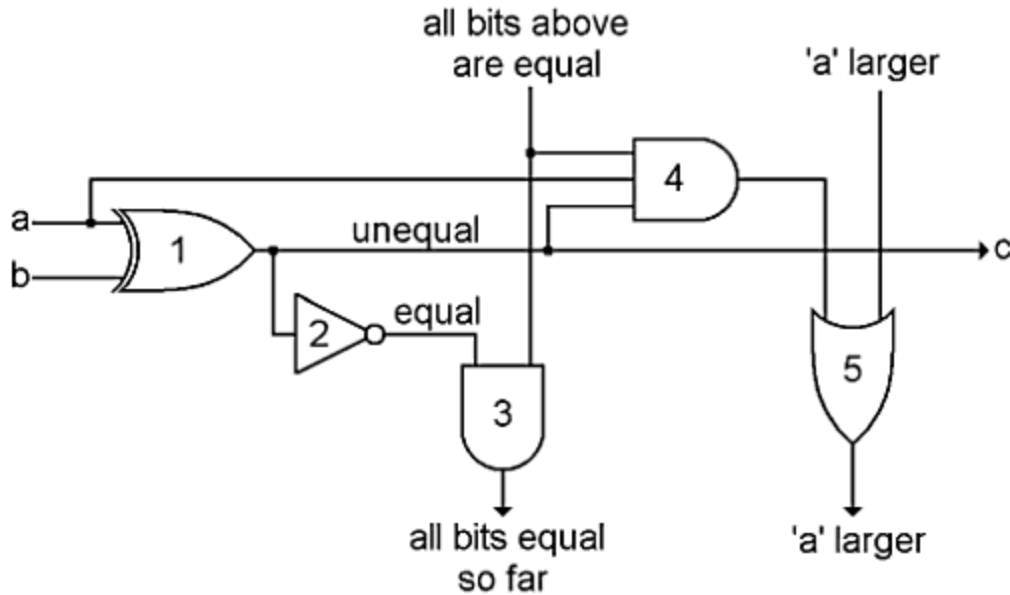 all bits above
are equal
'a' larger
4
a
1
unequal
c
b
2
equal
5
3
all bits equal
so far
'a' larger